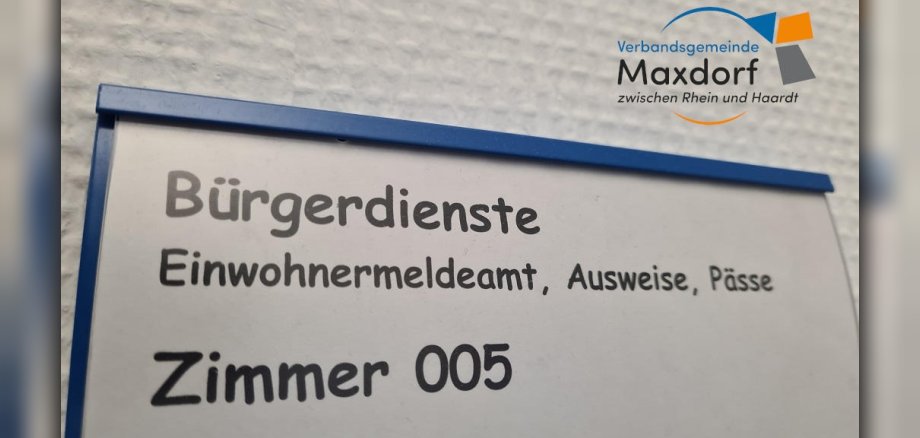 Verbandsgemeinde
Maxdorf
zwischen Rhein und Haardt
Bürgerdienste
Einwohnermeldeamt, Ausweise, Pässe
Zimmer 005